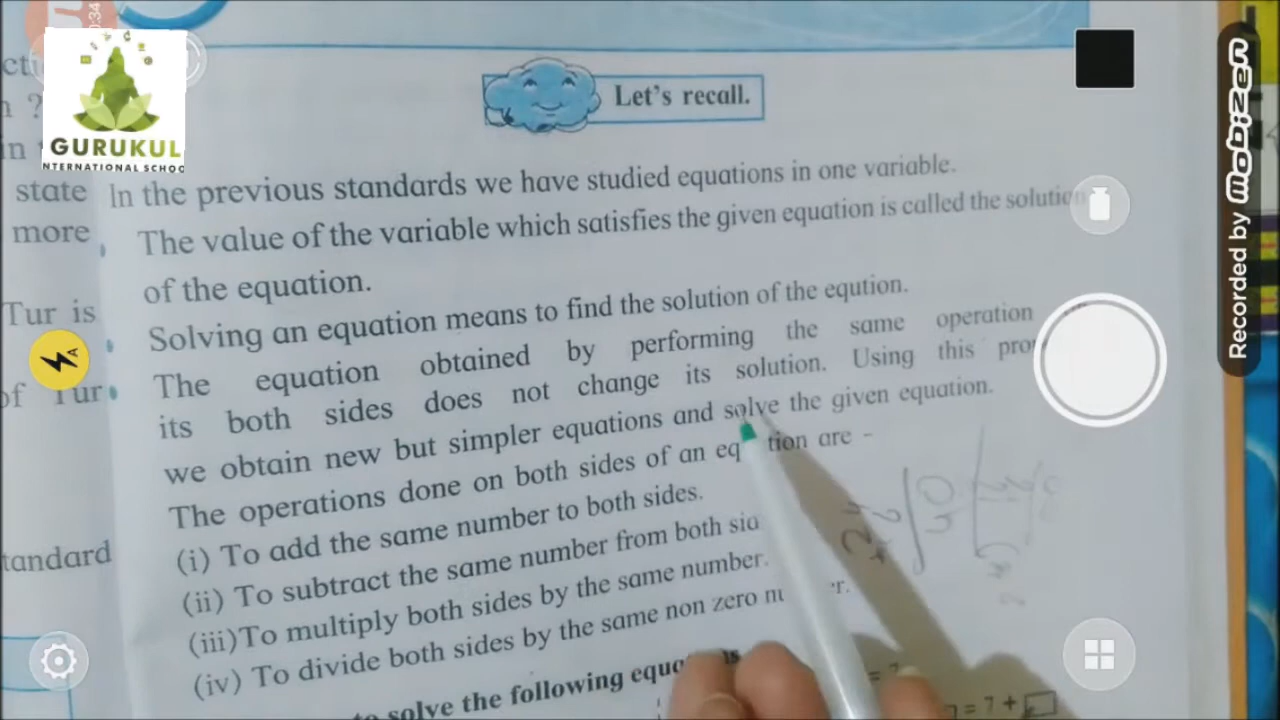 GURUKUL
NTERNATIONAL SCHOO
Recorded by mobizen
state
more
Tur is
of Tur
tandard
Let's recall.
In the previous standards we have studied equations in one variable.
The value of the variable which satisfies the given equation is called the solution
of the equation.
Solving an equation means to find the solution of the eqution.
The equation obtained by performing the same operation
its both sides does not change its solution. Using this pro
we obtain new but simpler equations and solve the given equation.
The operations done on both sides of an eq tion are -
(i) To add the same number to both sides.
(ii) To subtract the same number from both sid
(iii) To multiply both sides by the same number.
(iv) To divide both sides by the same non zero nu r.
to solve the following equa is
= 7 +